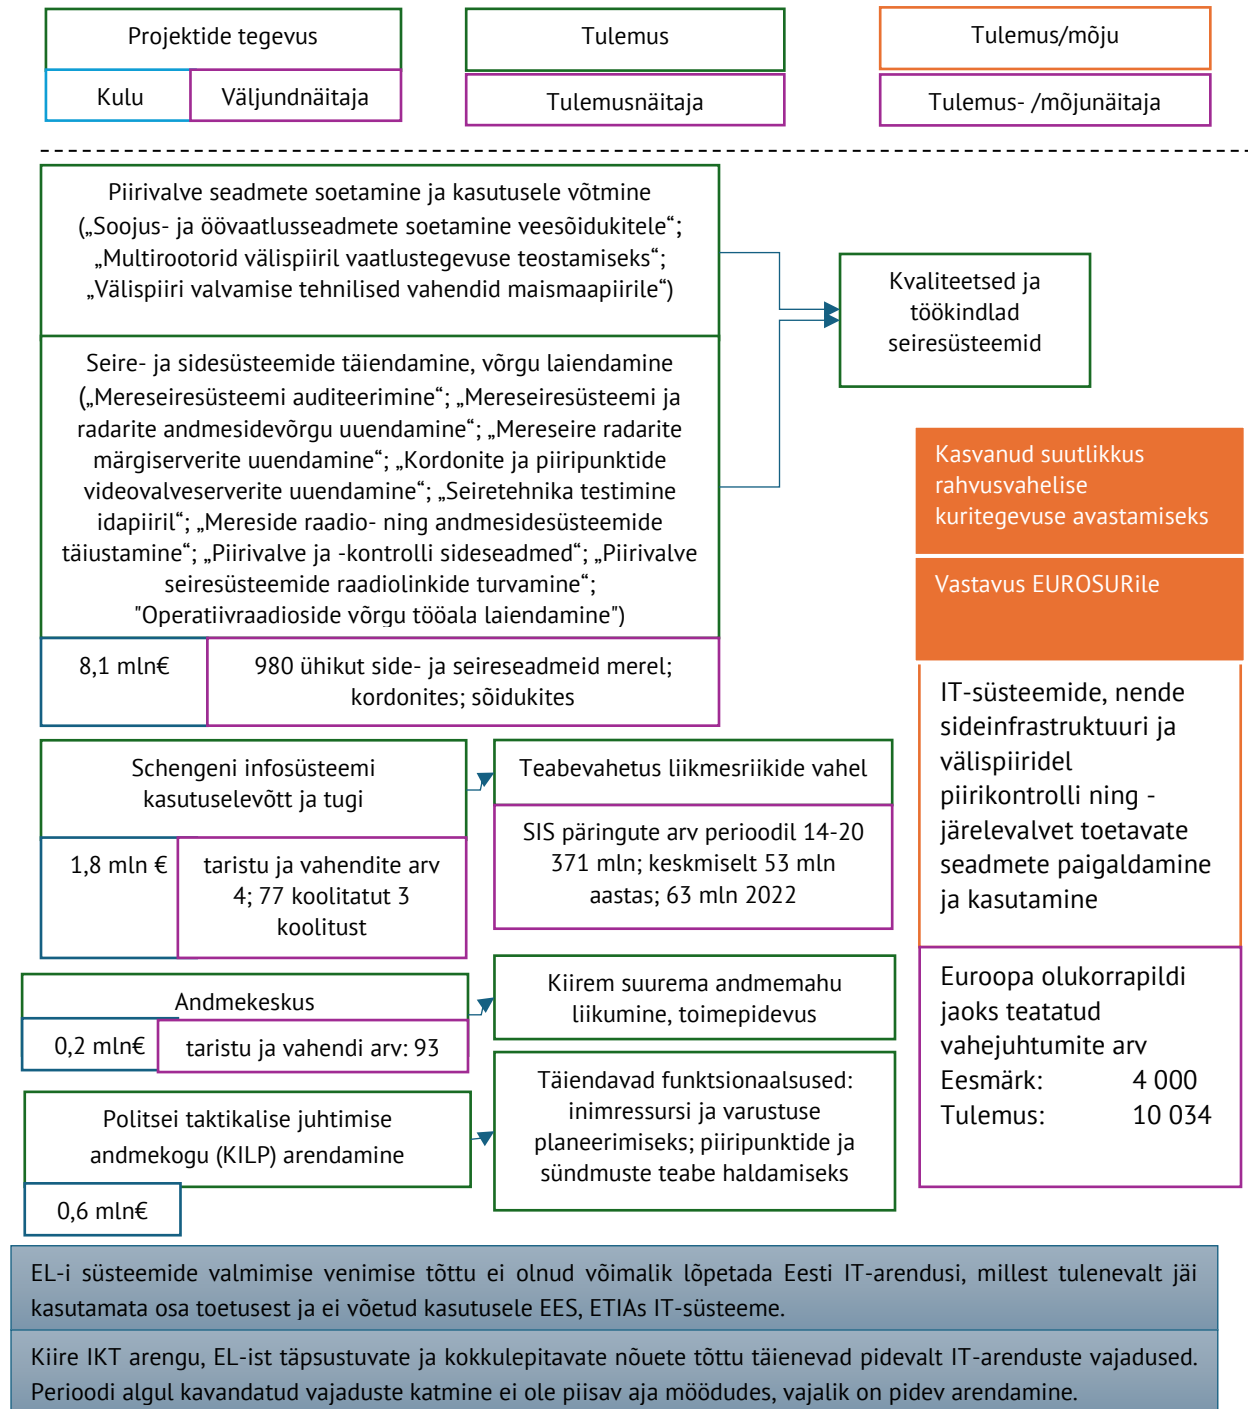 Projektide tegevus
Kulu
Väljundnäitaja
Tulemus
Tulemusnäitaja
Tulemus/mõju
Tulemus- /mõjunäitaja
Piirivalve seadmete soetamine ja kasutusele võtmine
(„Soojus- ja öövaatlusseadmete soetamine veesõidukitele“;
„Multirootorid välispiiril vaatlustegevuse teostamiseks“;
„Välispiiri valvamise tehnilised vahendid maismaapiirile“)
Seire- ja sidesüsteemide täiendamine, võrgu laiendamine
(„Mereseiresüsteemi auditeerimine“; „Mereseiresüsteemi ja
radarite andmesidevõrgu uuendamine“; „Mereseire radarite
märgiserverite uuendamine“; „Kordonite ja piiripunktide
videovalveserverite uuendamine“; „Seiretehnika testimine
idapiiril“; „Mereside raadio- ning andmesidesüsteemide
täiustamine“; „Piirivalve ja -kontrolli sideseadmed“; „Piirivalve
seiresüsteemide raadiolinkide turvamine“;
"Operatiivraadioside võrgu tööala laiendamine")
8,1 mln€
980 ühikut side- ja seireseadmeid merel;
kordonites; sõidukites
Kvaliteetsed ja
töökindlad
seiresüsteemid
Schengeni infosüsteemi
kasutuselevõtt ja tugi
1,8 mln €
taristu ja vahendite arv
4; 77 koolitatut 3
koolitust
Teabevahetus liikmesriikide vahel
SIS päringute arv perioodil 14-20
371 mln; keskmiselt 53 mln
aastas; 63 mln 2022
Andmekeskus
0,2 mln€
taristu ja vahendi arv: 93
Kiirem suurema andmemahu
liikumine, toimepidevus
Politsei taktikalise juhtimise
andmekogu (KILP) arendamine
0,6 mln€
Täiendavad funktsionaalsused:
inimressursi ja varustuse
planeerimiseks; piiripunktide ja
sündmuste teabe haldamiseks
Kasvanud suutlikkus
rahvusvahelise
kuritegevuse avastamiseks
Vastavus EUROSURile
IT-süsteemide, nende
sideinfrastruktuuri ja
välispiiridel
piirikontrolli ning -
järelevalvet toetavate
seadmete paigaldamine
ja kasutamine
Euroopa olukorrapildi
jaoks teatatud
vahejuhtumite arv
Eesmärk: 4 000
Tulemus: 10 034
EL-i süsteemide valmimise venimise tõttu ei olnud võimalik lõpetada Eesti IT-arendusi, millest tulenevalt jäi
kasutamata osa toetusest ja ei võetud kasutusele EES, ETIAs IT-süsteeme.
Kiire IKT arengu, EL-ist täpsustuvate ja kokkulepitavate nõuete tõttu täienevad pidevalt IT-arenduste vajadused.
Perioodi algul kavandatud vajaduste katmine ei ole piisav aja möödudes, vajalik on pidev arendamine.